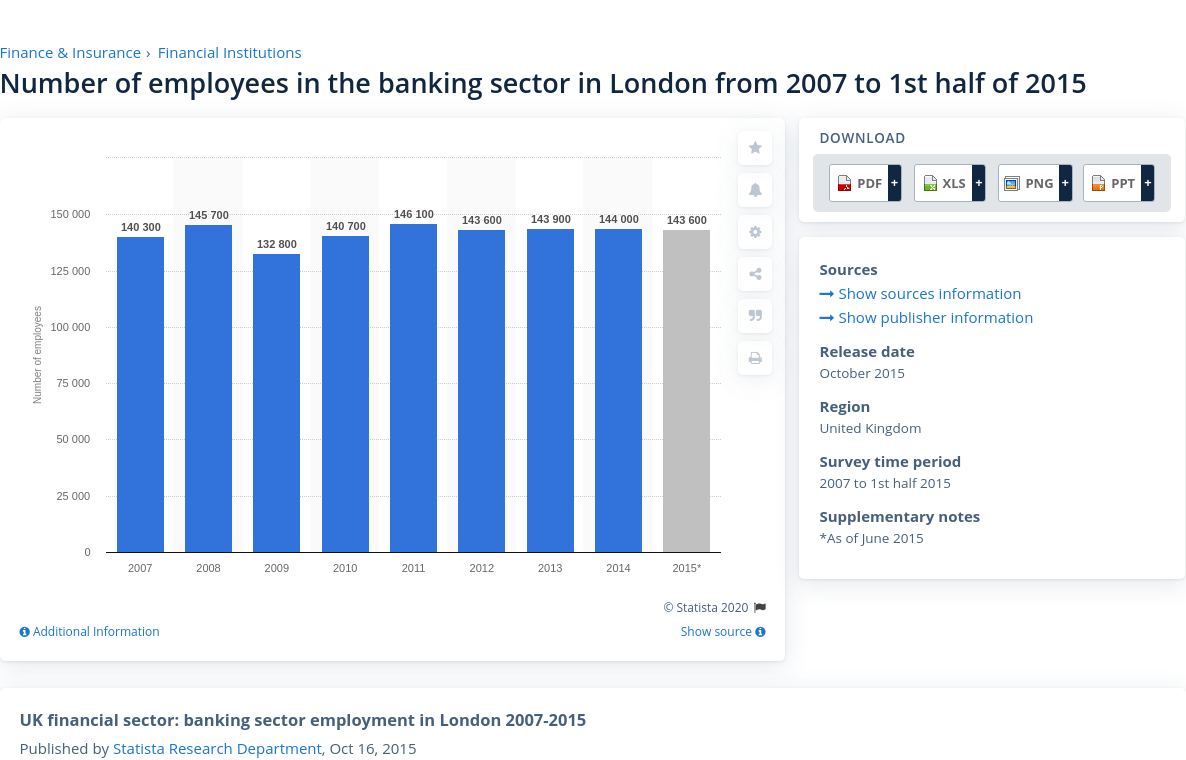 Finance & Insurance › Financial Institutions
Number of employees in the banking sector in London from 2007 to 1st half of 2015
Number of employees
150 000
125 000
100 000
75 000
50 000
25 000
0
140 300
145 700
132 800
140 700
146 100
143 600
143 900
144 000
143 600
2007
2008
2009
2010
2011
2012
2013
2014
2015*
© Statista 2020
Additional Information
Show source
DOWNLOAD
PDF +
XLS +
PNG +
PPT +
Sources
Show sources information
Show publisher information
Release date
October 2015
Region
United Kingdom
Survey time period
2007 to 1st half 2015
Supplementary notes
*As of June 2015
UK financial sector: banking sector employment in London 2007-2015
Published by Statista Research Department, Oct 16, 2015